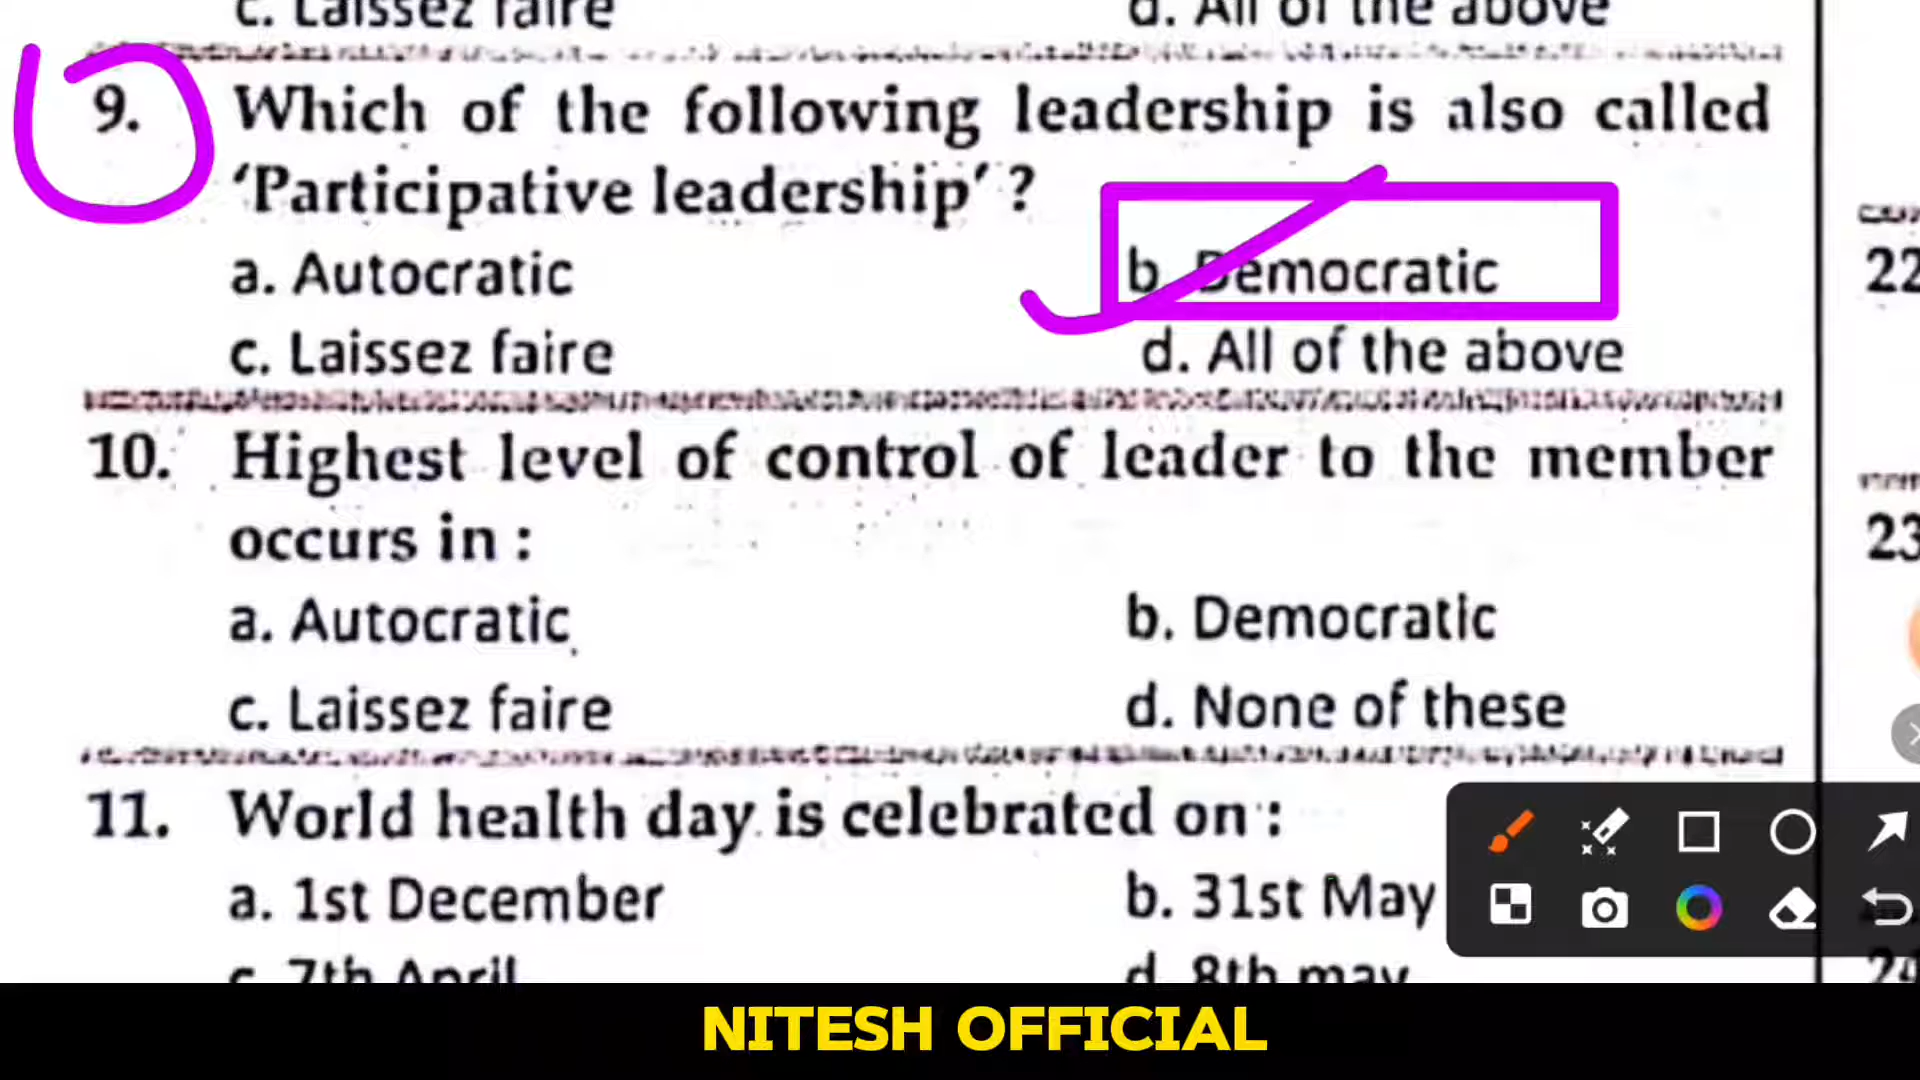 c. Laissez faire
d. All of the above
9. Which of the following leadership is also called
‘Participative leadership’ ?
a. Autocratic
b. Democratic
c. Laissez faire
d. All of the above
10. Highest level of control of leader to the member
occurs in :
a. Autocratic
b. Democratic
c. Laissez faire
d. None of these
11. World health day is celebrated on :
a. 1st December
b. 31st May
c. 7th April
d. 8th may
22
23
24
NITESH OFFICIAL